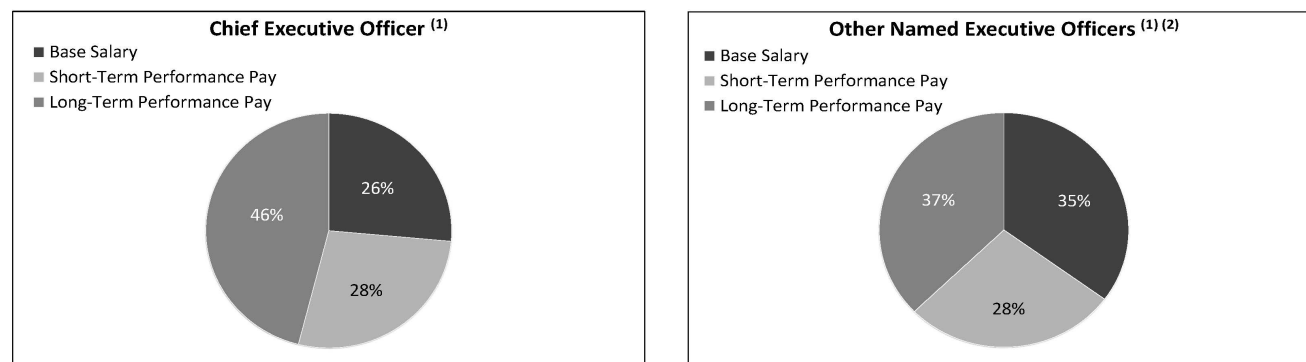 Chief Executive Officer (1)
Base Salary
Short-Term Performance Pay
Long-Term Performance Pay
26%
46%
28%
Other Named Executive Officers (1) (2)
Base Salary
Short-Term Performance Pay
Long-Term Performance Pay
37%
35%
28%